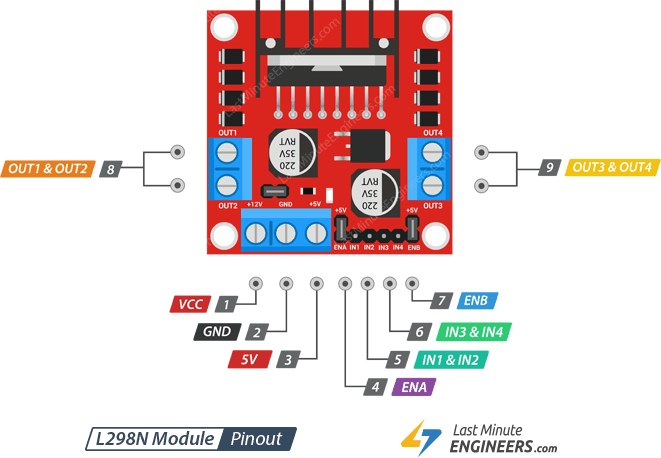 LastMinuteEngineers.com
OUT1
OUT4
220
35V
RVT
OUT1 & OUT2 8
9 OUT3 & OUT4
220
35V
RVT
OUT2
+12V GND +5V
OUT3
+5V +5V
ENA IN1 IN2 IN3 IN4 ENB
VCC 1
7 ENB
GND 2
6 IN3 & IN4
5V 3
5 IN1 & IN2
4 ENA
L298N Module Pinout
Last Minute
ENGINEERS.com